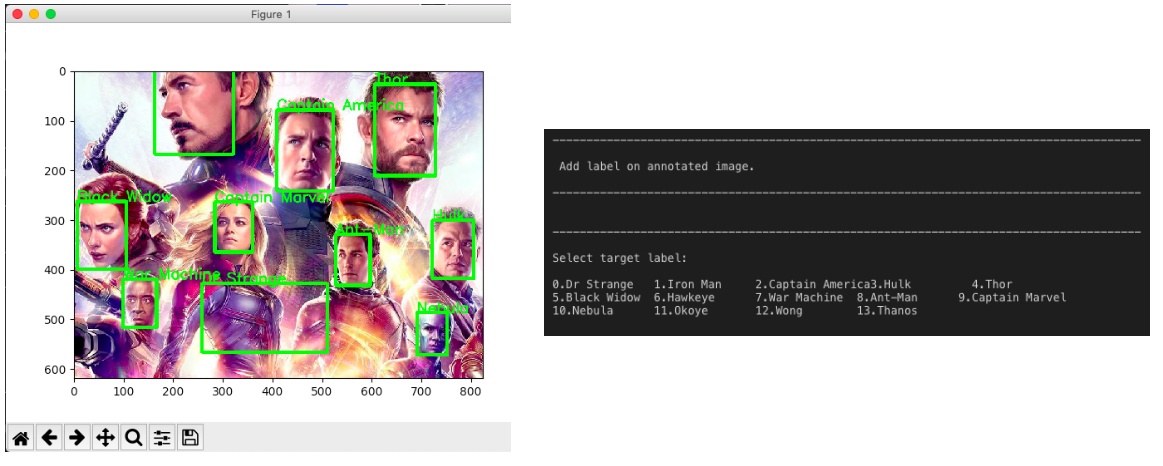 Figure 1
0
100
200
300
400
500
600
0 100 200 300 400 500 600 700 800
Thor
Captain America
Black Widow
Captain Marvel
Hulk
Ant-Man
War Machine
Strange
Nebula
Add label on annotated image.
Select target label:
0.Dr Strange 1.Iron Man 2.Captain America3.Hulk 4.Thor
5.Black Widow 6.Hawkeye 7.War Machine 8.Ant-Man 9.Captain Marvel
10.Nebula 11.Okoye 12.Wong 13.Thanos